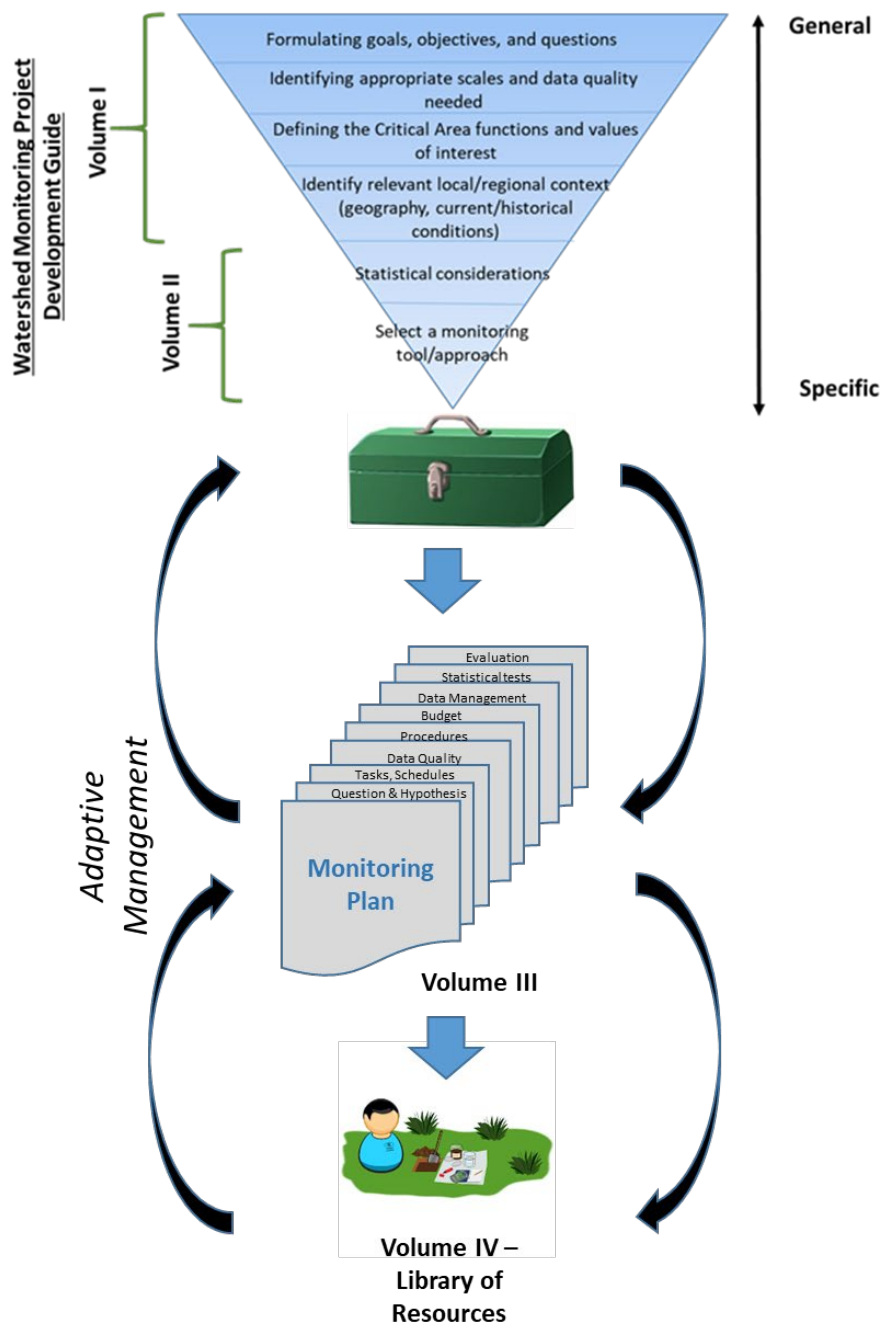 Watershed Monitoring Project
Development Guide
Volume I
Volume II
Formulating goals, objectives, and questions
Identifying appropriate scales and data quality
needed
Defining the Critical Area functions and values
of interest
Identify relevant local/regional context
(geography, current/historical
conditions)
Statistical considerations
Select a monitoring
tool/approach
General
Specific
Adaptive
Management
Evaluation
Statistical tests
Data Management
Budget
Procedures
Data Quality
Tasks, Schedules
Question & Hypothesis
Monitoring
Plan
Volume III
Volume IV –
Library of
Resources